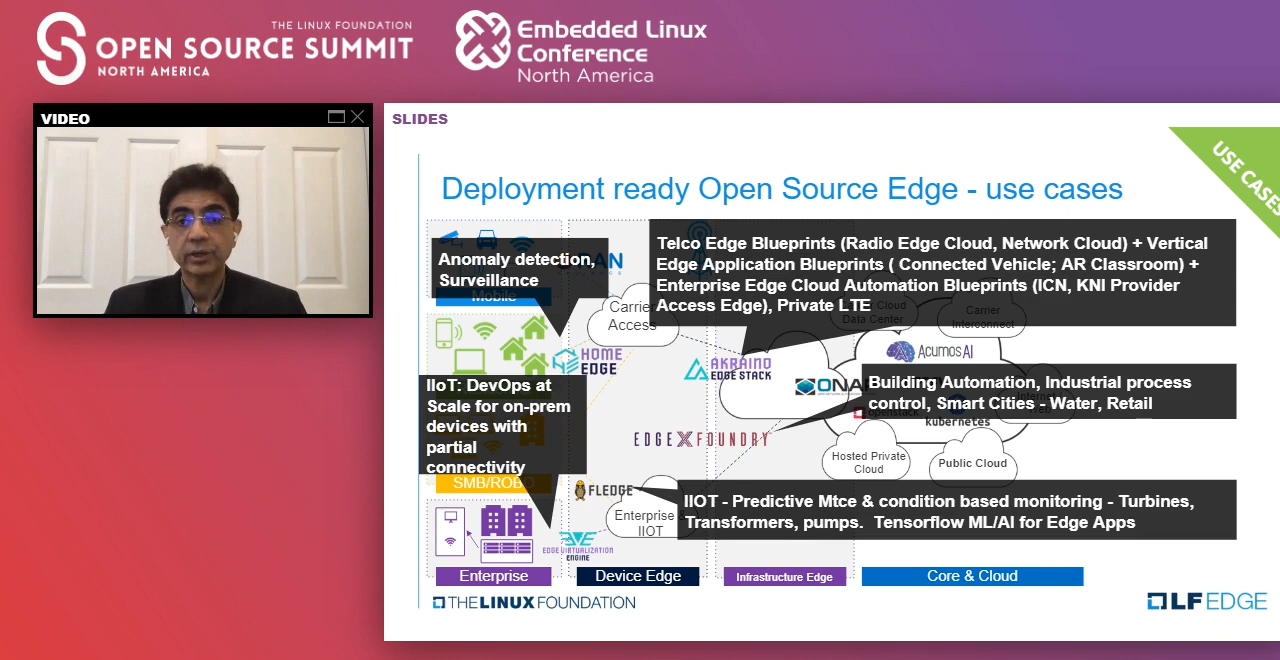 THE LINUX FOUNDATION
OPEN SOURCE SUMMIT
NORTH AMERICA
Embedded Linux
Conference
North America
VIDEO
SLIDES
USE CASES
Deployment ready Open Source Edge - use cases
Anomaly detection,
Surveillance
Mobile
Telco Edge Blueprints (Radio Edge Cloud, Network Cloud) + Vertical
Edge Application Blueprints ( Connected Vehicle; AR Classroom) +
Enterprise Edge Cloud Automation Blueprints (ICN, KNI Provider
Access Edge), Private LTE
Carrier
Access
Cloud
Data Center
Carrier
Interconnect
HOME
EDGE
AKRAINO
EDGE STACK
ACUMOS AI
ONAP
IIoT: DevOps at
Scale for on-prem
devices with
partial
connectivity
Building Automation, Industrial process
control, Smart Cities - Water, Retail
openstack
kubernetes
EDGE X FOUNDRY
Hosted Private
Cloud
Public Cloud
SMB/ROBO
FLEDGE
Enterprise &
IIOT
IIOT - Predictive Mtce & condition based monitoring - Turbines,
Transformers, pumps. Tensorflow ML/AI for Edge Apps
EVE
EDGE VIRTUALIZATION
ENGINE
Enterprise
Device Edge
Infrastructure Edge
Core & Cloud
THE LINUX FOUNDATION
LF EDGE